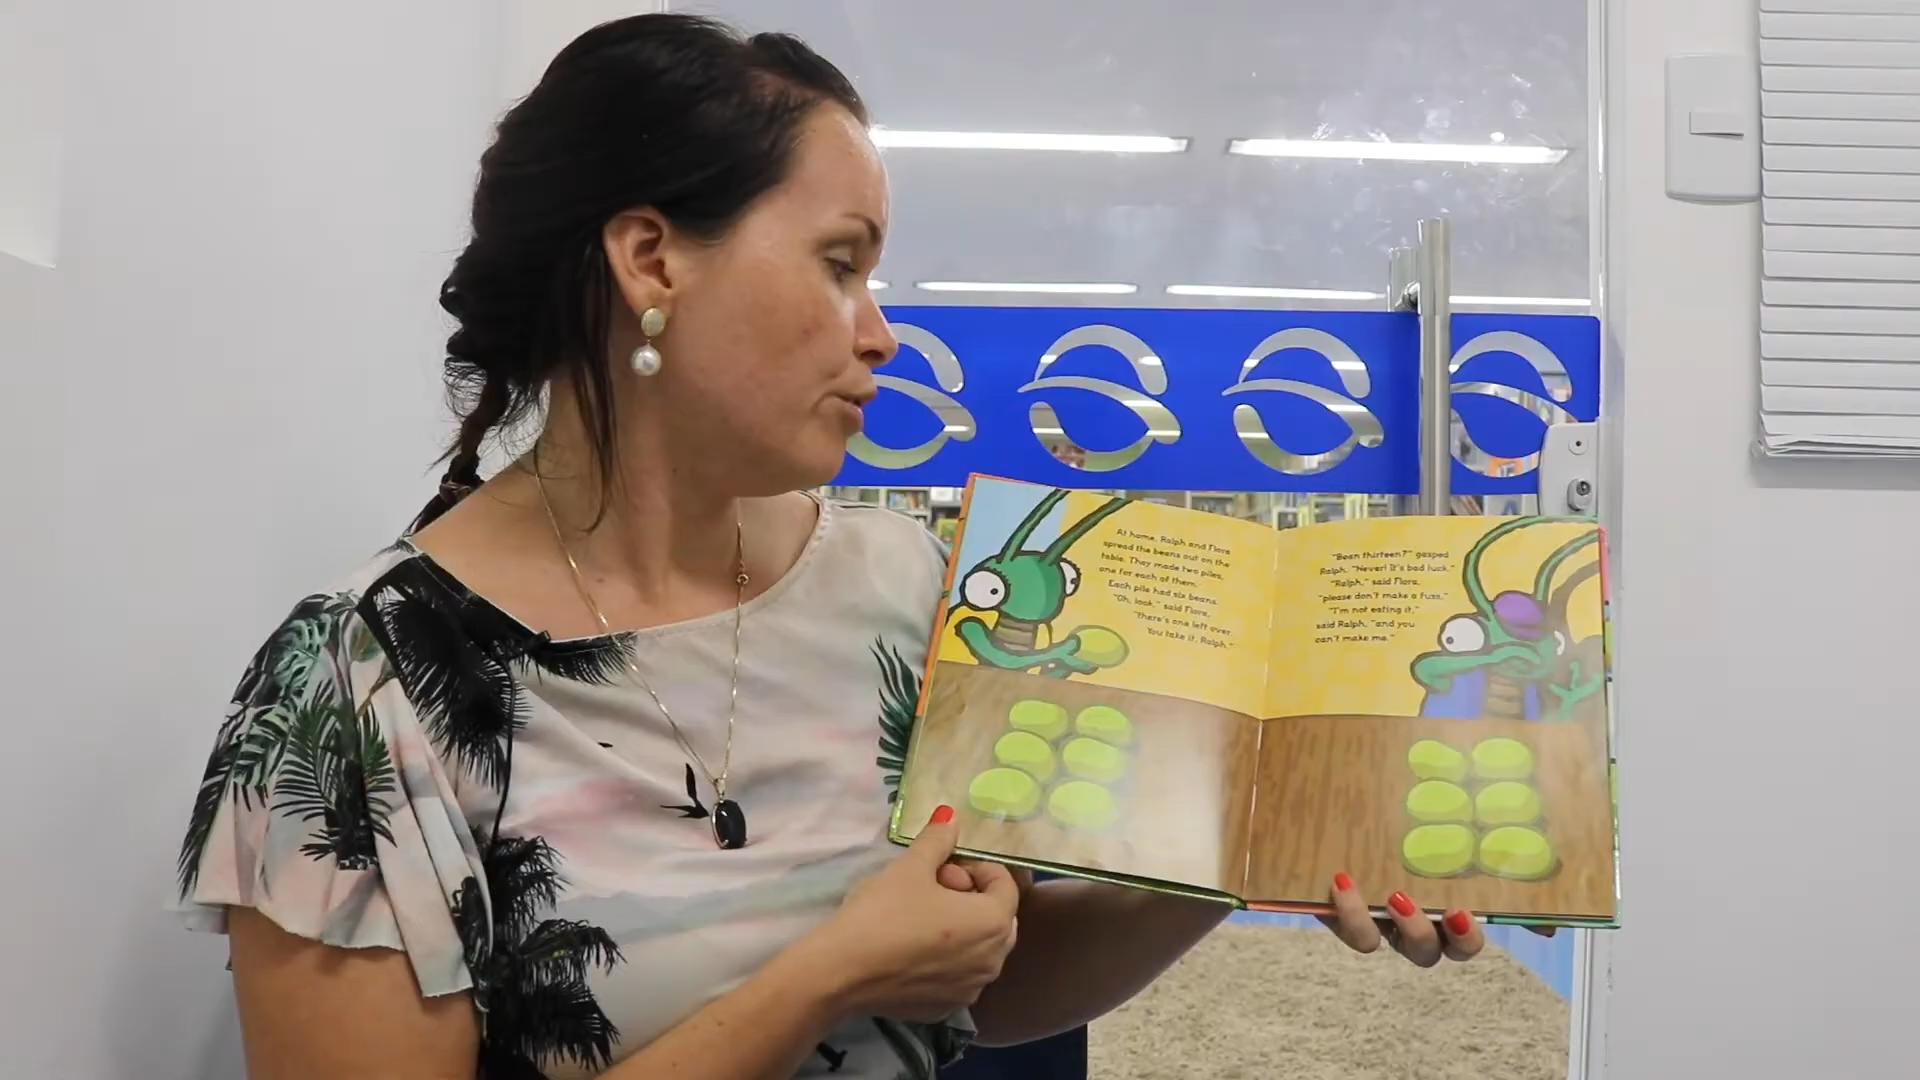 At home, Ralph and Flora
spread the beans out on the
table. They made two piles,
one for each of them.
Each pile had six beans.
"Oh, look," said Flora,
"there's one left over.
You take it, Ralph."
"Bean thirteen?" gasped
Ralph. "Never! It's bad luck."
"Ralph," said Flora,
"please don't make a fuss."
"I'm not eating it,"
said Ralph, "and you
can't make me."